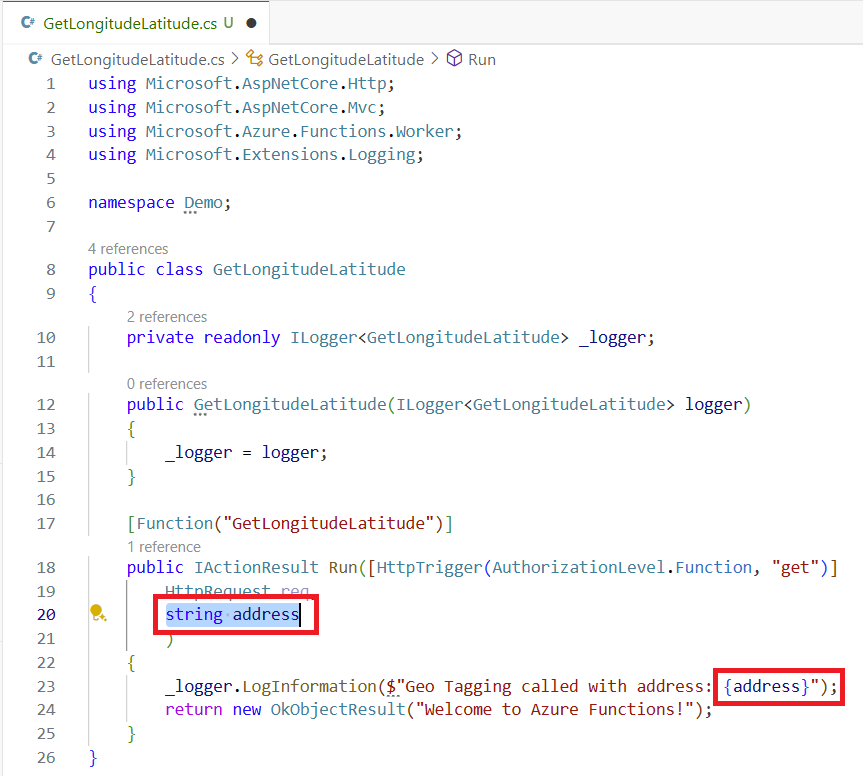 C# GetLongitudeLatitude.cs U ●
C# GetLongitudeLatitude.cs > GetLongitudeLatitude > Run
1 using Microsoft.AspNetCore.Http;
2 using Microsoft.AspNetCore.Mvc;
3 using Microsoft.Azure.Functions.Worker;
4 using Microsoft.Extensions.Logging;
5
6 namespace Demo;
7
4 references
8 public class GetLongitudeLatitude
9 {
2 references
10 private readonly ILogger<GetLongitudeLatitude> _logger;
11
0 references
12 public GetLongitudeLatitude(ILogger<GetLongitudeLatitude> logger)
13 {
14 _logger = logger;
15 }
16
17 [Function("GetLongitudeLatitude")]
1 reference
18 public IActionResult Run([HttpTrigger(AuthorizationLevel.Function, "get")]
19 HttpRequest req
20 string address
21 )
22 {
23 _logger.LogInformation($"Geo Tagging called with address: {address}");
24 return new OkObjectResult("Welcome to Azure Functions!");
25 }
26 }